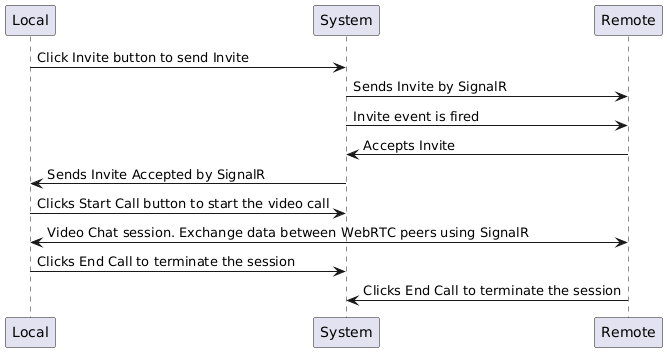 Local System Remote
Click Invite button to send Invite
Sends Invite by SignalR
Invite event is fired
Accepts Invite
Sends Invite Accepted by SignalR
Clicks Start Call button to start the video call
Video Chat session. Exchange data between WebRTC peers using SignalR
Clicks End Call to terminate the session
Clicks End Call to terminate the session
Local System Remote